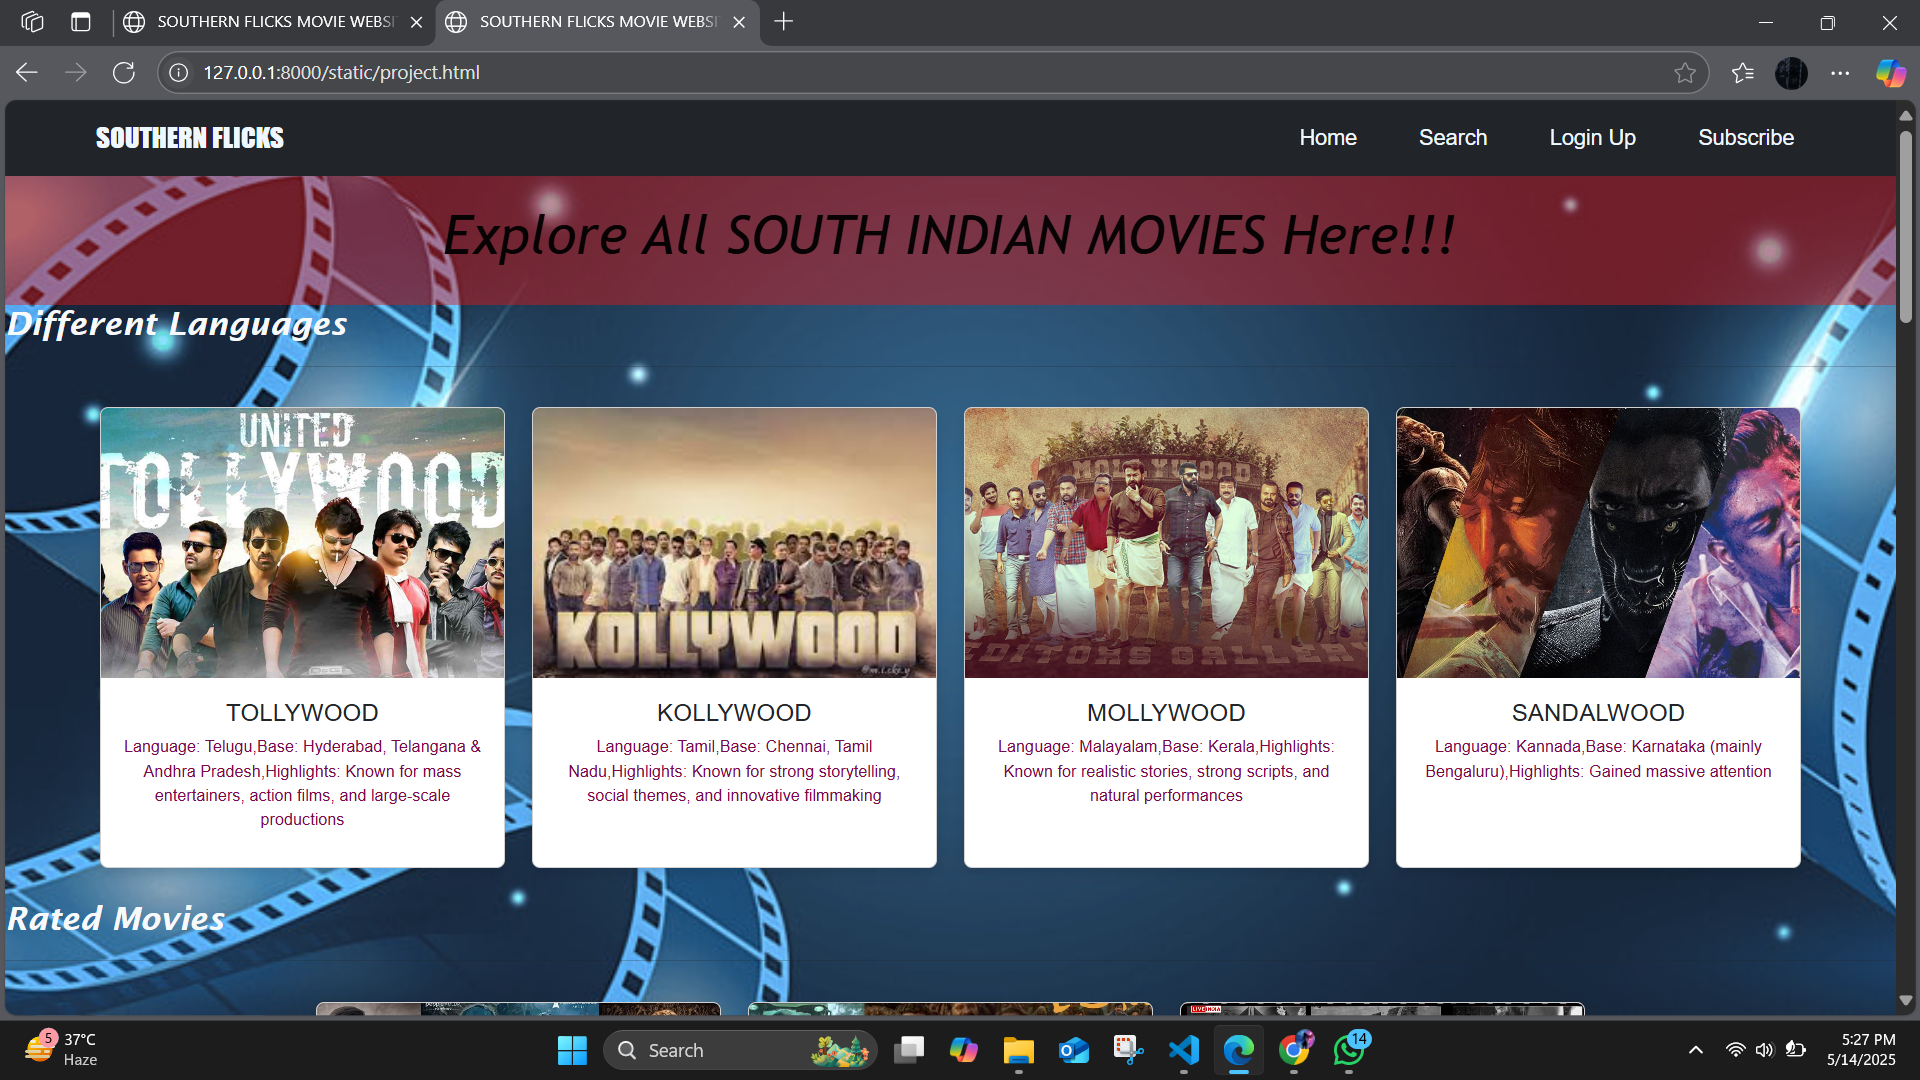 SOUTHERN FLICKS MOVIE WEBSI
SOUTHERN FLICKS MOVIE WEBSI
127.0.0.1:8000/static/project.html
SOUTHERN FLICKS
Home
Search
Login Up
Subscribe
Explore All SOUTH INDIAN MOVIES Here!!!
Different Languages
UNITED
TOLLYWOOD
KOLLYWOOD
@m.i.cke.y
MOLLYWOOD
EDITORS GALLERY
TOLLYWOOD
Language: Telugu,Base: Hyderabad, Telangana &
Andhra Pradesh,Highlights: Known for mass
entertainers, action films, and large-scale
productions
KOLLYWOOD
Language: Tamil,Base: Chennai, Tamil
Nadu,Highlights: Known for strong storytelling,
social themes, and innovative filmmaking
MOLLYWOOD
Language: Malayalam,Base: Kerala,Highlights:
Known for realistic stories, strong scripts, and
natural performances
SANDALWOOD
Language: Kannada,Base: Karnataka (mainly
Bengaluru),Highlights: Gained massive attention
Rated Movies
LIVE INDIA
5
37°C
Haze
Search
14
5:27 PM
5/14/2025